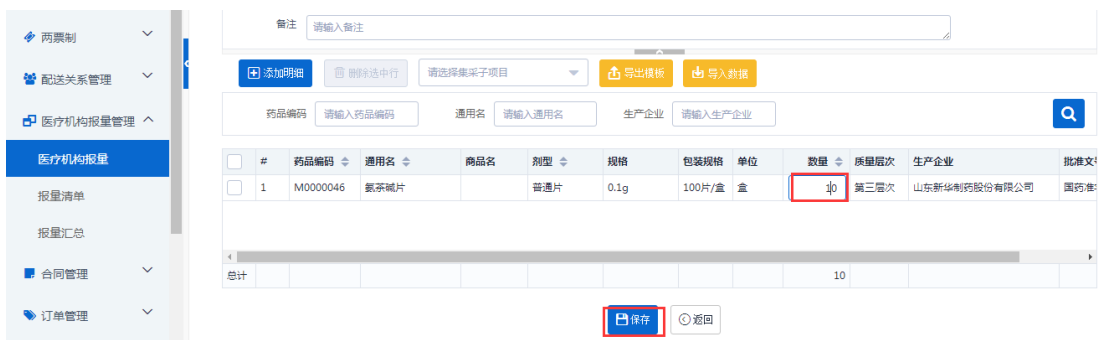 备注 请输入备注
两票制
配送关系管理
医疗机构报量管理
医疗机构报量
报量清单
报量汇总
合同管理
订单管理
添加明细 删除选中行 请选择集采子项目 导出模板 导入数据
药品编码 请输入药品编码 通用名 请输入通用名 生产企业 请输入生产企业
# 药品编码 通用名 商品名 剂型 规格 包装规格 单位 数量 质量层次 生产企业 批准文
1 M0000046 氨茶碱片 普通片 0.1g 100片/盒 盒 10 第三层次 山东新华制药股份有限公司 国药准
总计 10
保存 返回